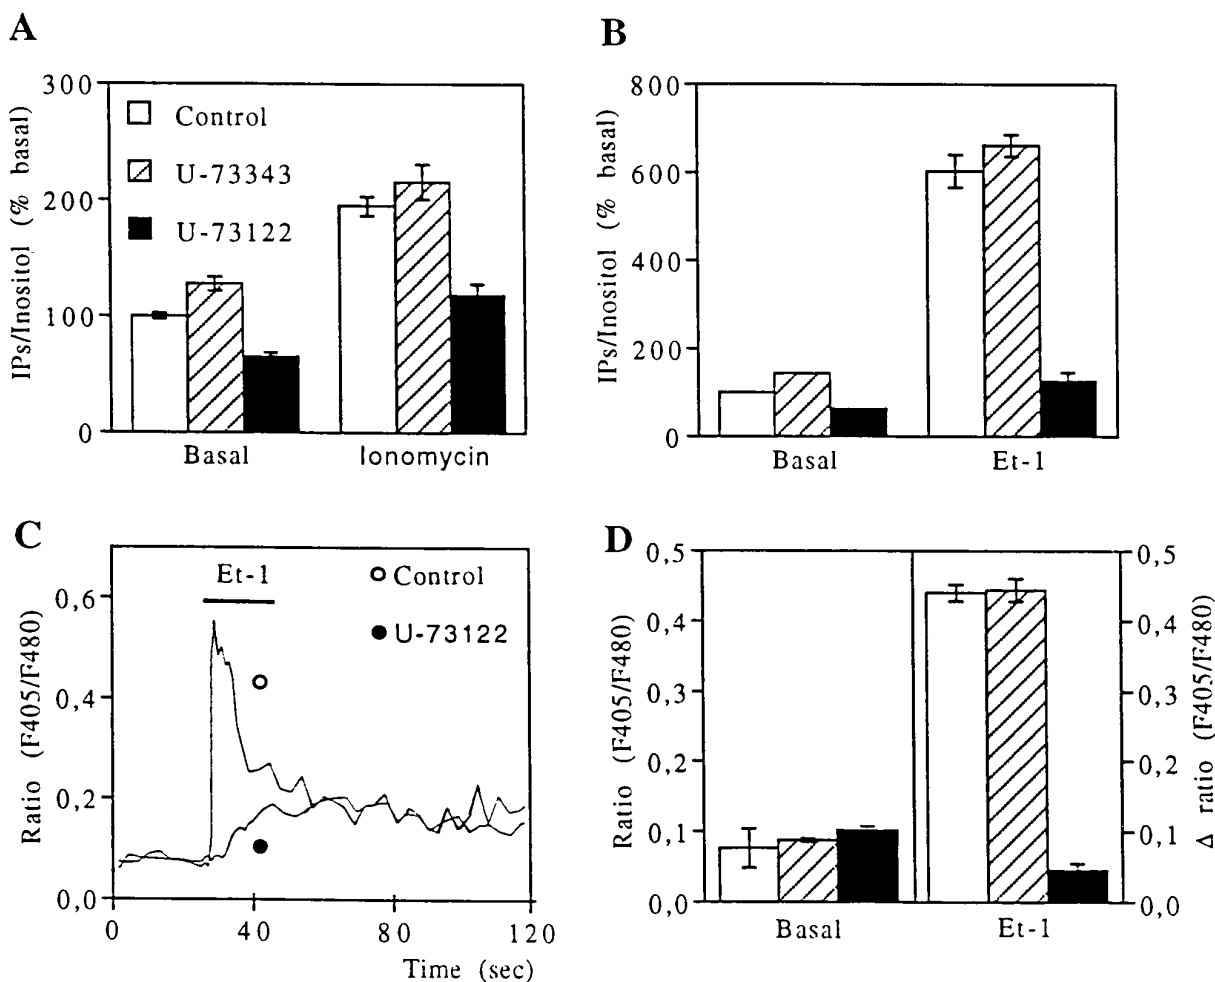 A
IPs/Inositol (% basal)
300
200
100
0
Control
U-73343
U-73122
Basal
Ionomycin
B
IPs/Inositol (% basal)
800
600
400
200
0
Basal
Et-1
C
Ratio (F405/F480)
0,6
0,4
0,2
0,0
Et-1
Control
U-73122
0
40
80
120
Time (sec)
D
Ratio (F405/F480)
0,5
0,4
0,3
0,2
0,1
0,0
Basal
Et-1
0,5
0,4
0,3
0,2
0,1
0,0
Δ ratio (F405/F480)